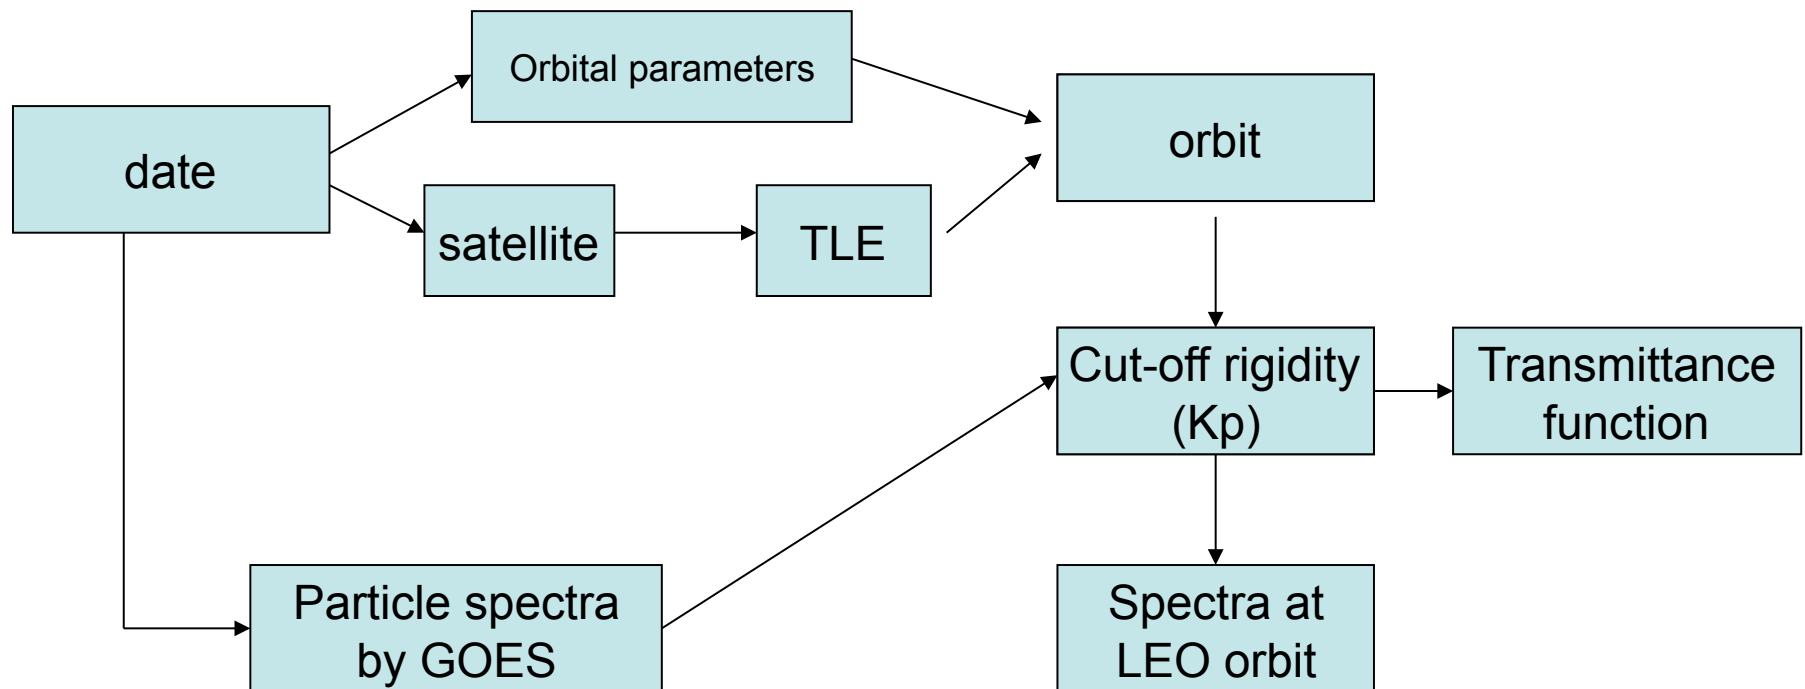 Orbital parameters
date
orbit
satellite
TLE
Cut-off rigidity
(Kp)
Transmittance
function
Particle spectra
by GOES
Spectra at
LEO orbit